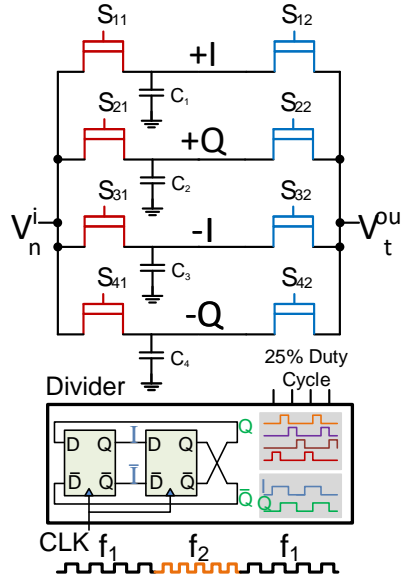 S11 S12
+I
C1
S21 S22
+Q
C2
S31 S32
Vin Vout
-I
C3
S41 S42
-Q
C4
25% Duty
Cycle
Divider
D Q I D Q Q
D̅ Q̅ I̅ D̅ Q̅ Q̅
I
Q
CLK
f1 f2 f1